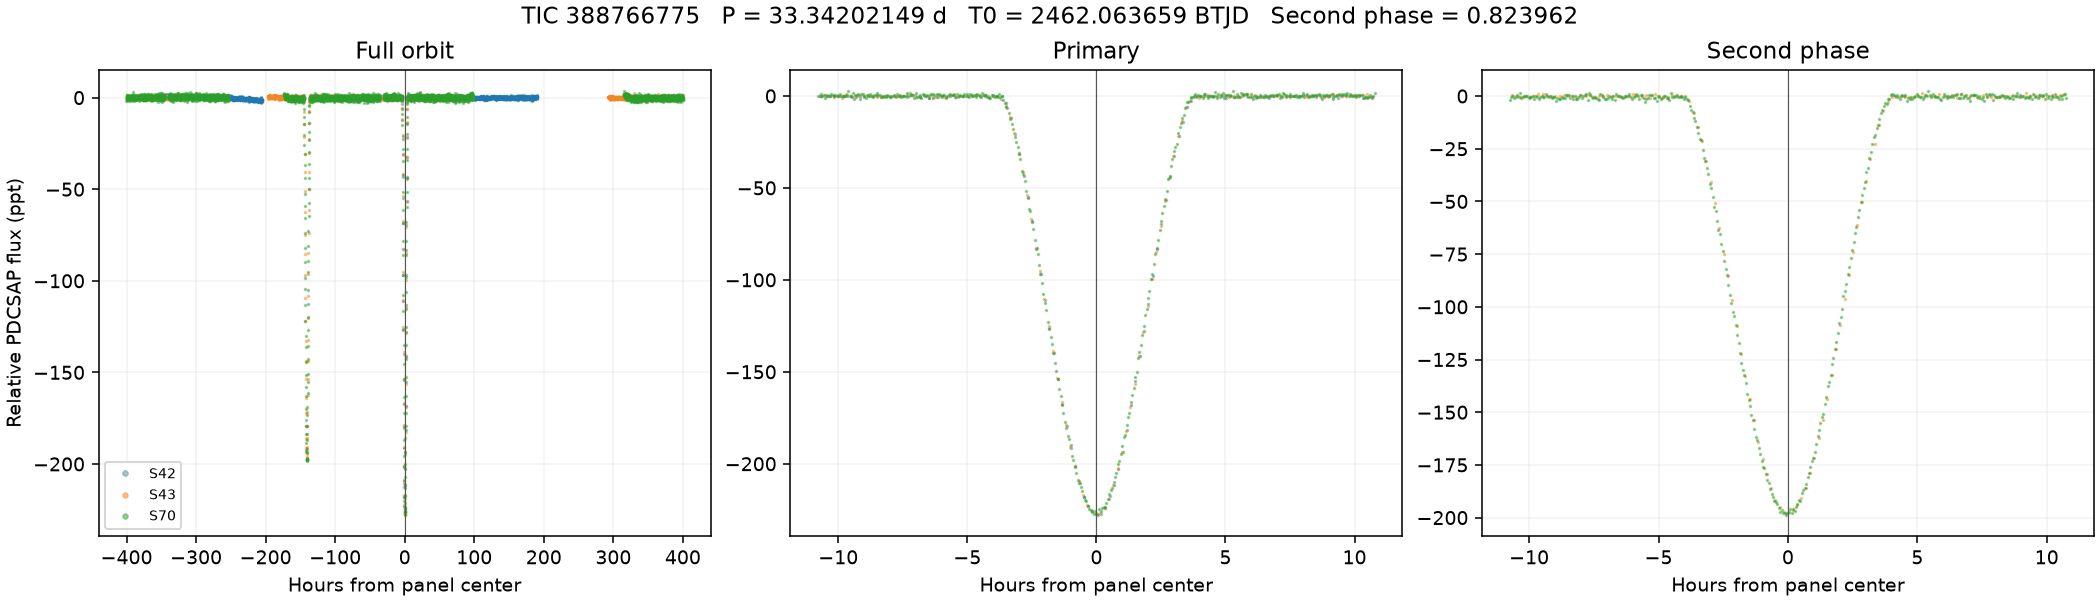 TIC 388766775   P = 33.34202149 d   T0 = 2462.063659 BTJD   Second phase = 0.823962
Full orbit
Relative PDCSAP flux (ppt)
0
−50
−100
−150
−200
S42
S43
S70
−400 −300 −200 −100 0 100 200 300 400
Hours from panel center
Primary
0
−50
−100
−150
−200
−10 −5 0 5 10
Hours from panel center
Second phase
0
−25
−50
−75
−100
−125
−150
−175
−200
−10 −5 0 5 10
Hours from panel center